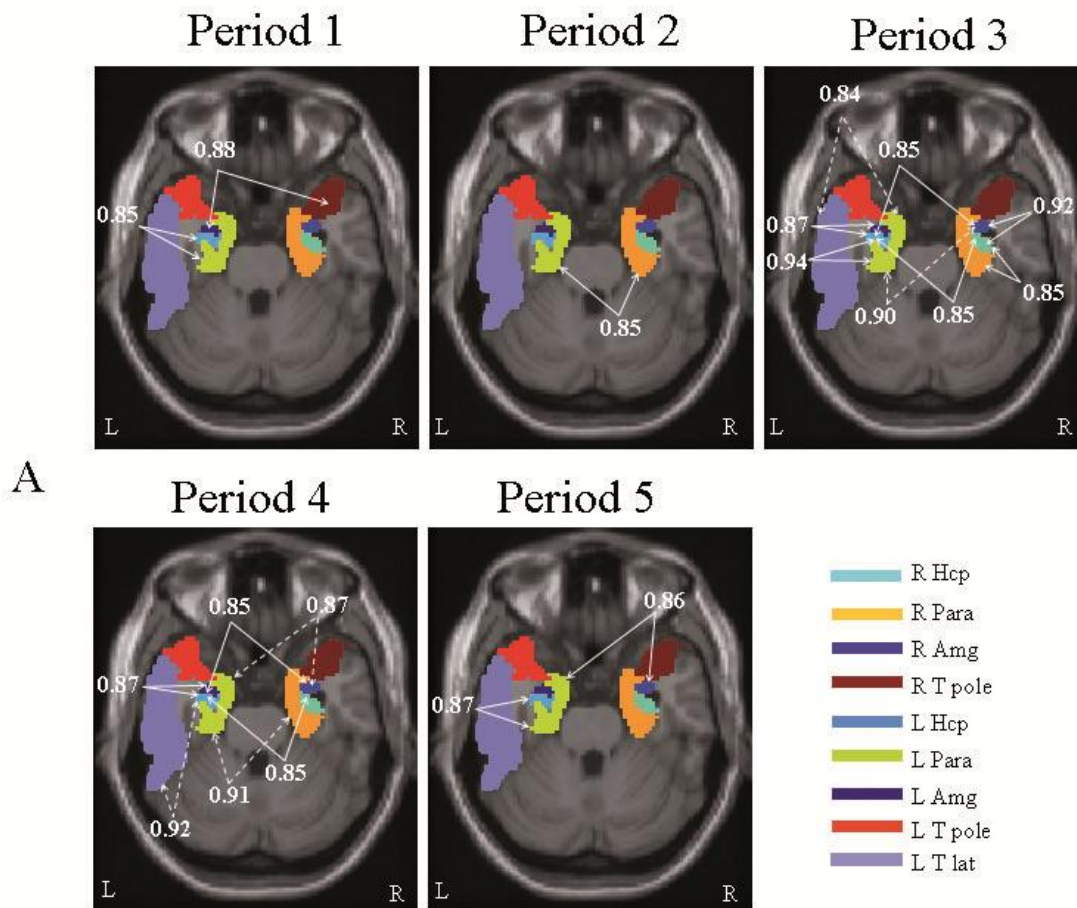 Period 1
Period 2
Period 3
0.88
0.85
L
R
0.85
L
R
0.84
0.85
0.92
0.87
0.94
0.90
0.85
0.85
L
R
A
Period 4
Period 5
0.85
0.87
0.87
0.91
0.85
0.92
L
R
0.86
0.87
L
R
R Hcp
R Para
R Amg
R T pole
L Hcp
L Para
L Amg
L T pole
L T lat